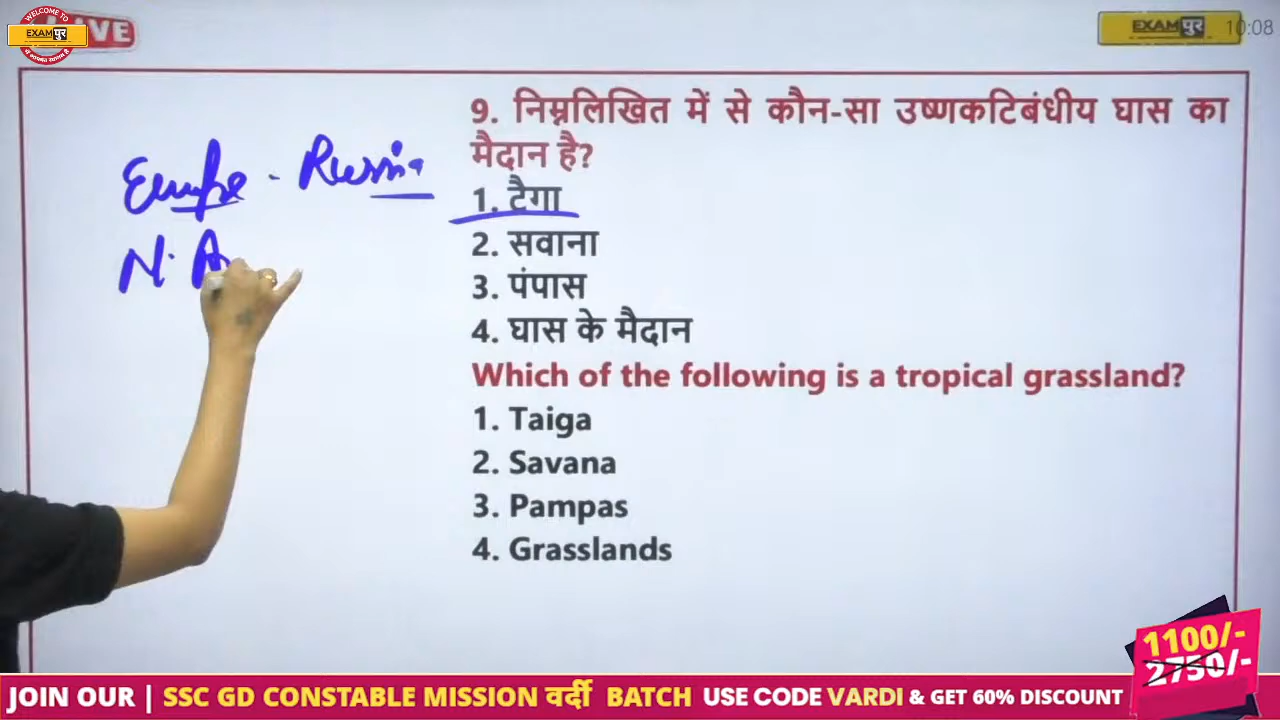 WELCOME TO
LIVE
EXAM पुर
EXAM पुर 10:08
9. निम्नलिखित में से कौन-सा उष्णकटिबंधीय घास का
मैदान है?
1. टैगा
2. सवाना
3. पंपास
4. घास के मैदान
Which of the following is a tropical grassland?
1. Taiga
2. Savana
3. Pampas
4. Grasslands
Europe - Russia
N. A
1100/-
2750/-
JOIN OUR | SSC GD CONSTABLE MISSION वर्दी BATCH USE CODE VARDI & GET 60% DISCOUNT